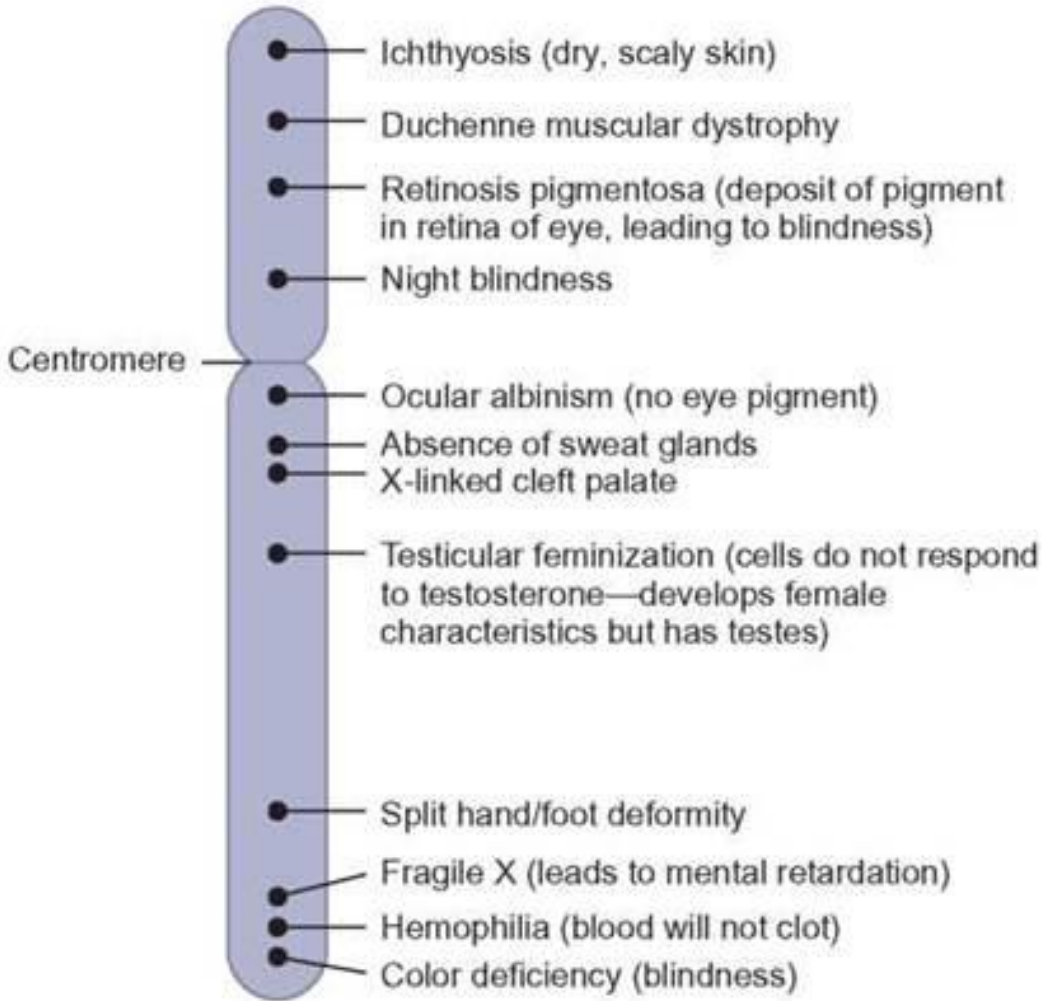 Ichthyosis (dry, scaly skin)
Duchenne muscular dystrophy
Retinosis pigmentosa (deposit of pigment
in retina of eye, leading to blindness)
Night blindness
Centromere
Ocular albinism (no eye pigment)
Absence of sweat glands
X-linked cleft palate
Testicular feminization (cells do not respond
to testosterone—develops female
characteristics but has testes)
Split hand/foot deformity
Fragile X (leads to mental retardation)
Hemophilia (blood will not clot)
Color deficiency (blindness)